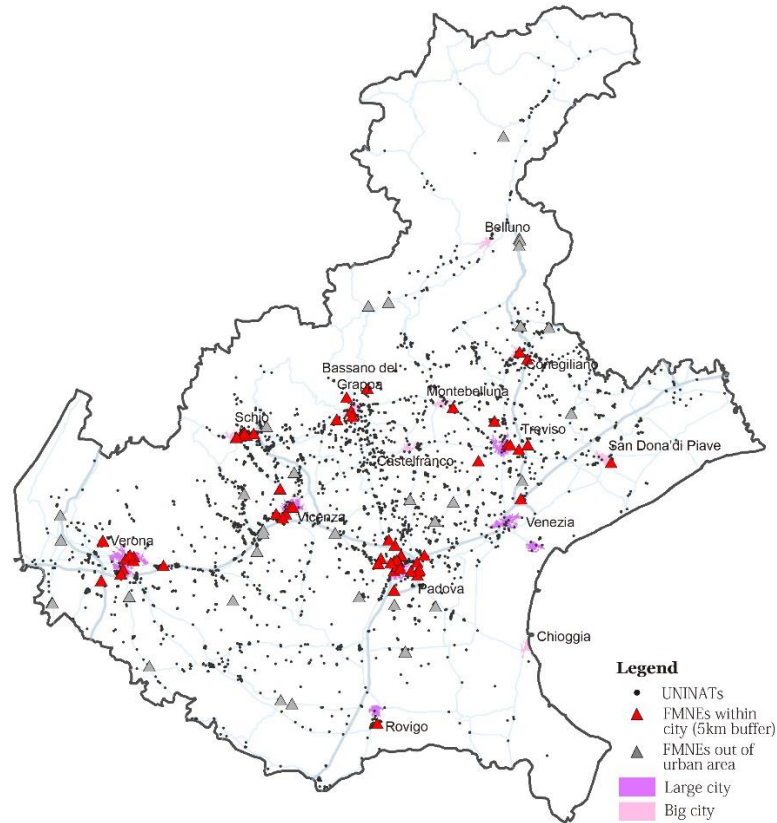 Belluno
Conegliano
Bassano del
Grappa
Montebelluna
Schio
Treviso
San Dona'di Piave
Castelfranco
Vicenza
Venezia
Verona
Padova
Chioggia
Rovigo
Legend
UNINATs
FMNEs within
city (5km buffer)
FMNEs out of
urban area
Large city
Big city